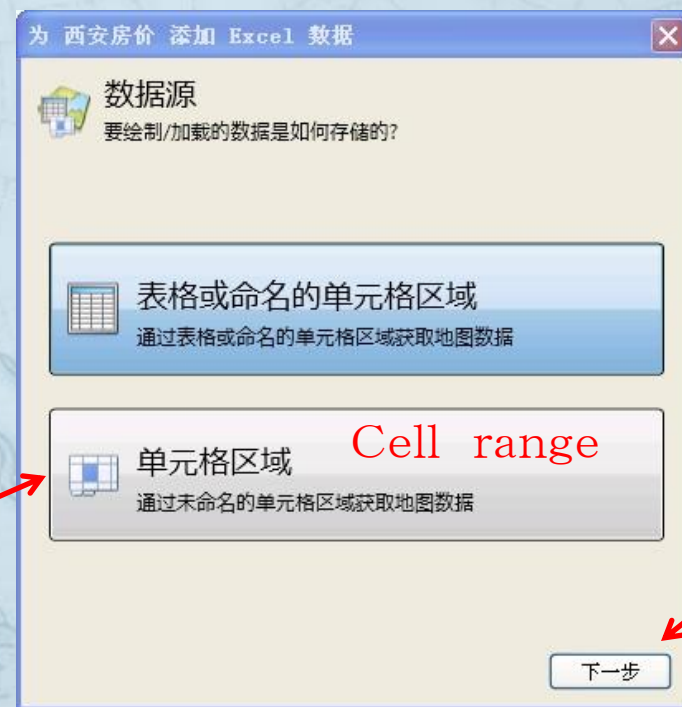 为 西安房价 添加 Excel 数据
数据源
要绘制/加载的数据是如何存储的?
表格或命名的单元格区域
通过表格或命名的单元格区域获取地图数据
单元格区域 Cell range
通过未命名的单元格区域获取地图数据
下一步